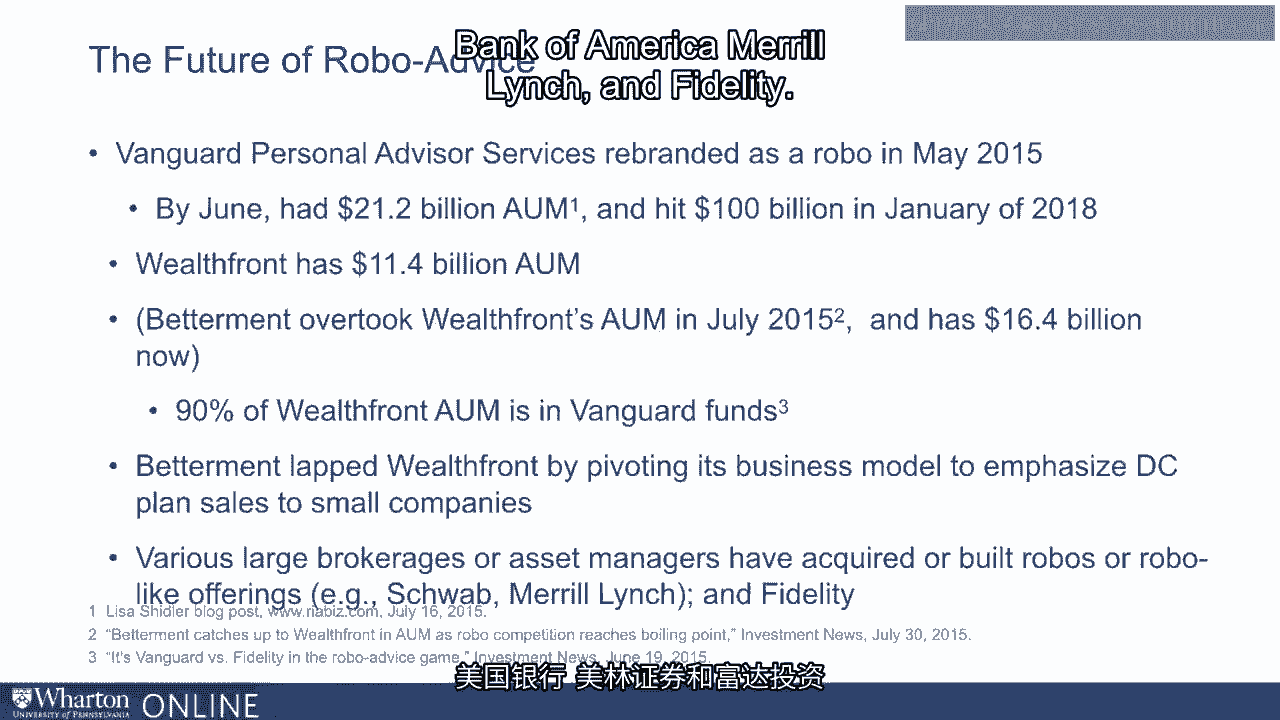 Bank of America Merrill
Lynch, and Fidelity.
The Future of Robo-Advice
• Vanguard Personal Advisor Services rebranded as a robo in May 2015
• By June, had $21.2 billion AUM¹, and hit $100 billion in January of 2018
• Wealthfront has $11.4 billion AUM
• (Betterment overtook Wealthfront's AUM in July 2015², and has $16.4 billion
now)
• 90% of Wealthfront AUM is in Vanguard funds³
• Betterment lapped Wealthfront by pivoting its business model to emphasize DC
plan sales to small companies
• Various large brokerages or asset managers have acquired or built robos or robo-
like offerings (e.g., Schwab, Merrill Lynch); and Fidelity
1 Lisa Shidler blog post, www.riabiz.com, July 16, 2015.
2 "Betterment catches up to Wealthfront in AUM as robo competition reaches boiling point," Investment News, July 30, 2015.
3 "It's Vanguard vs. Fidelity in the robo-advice game," Investment News, June 19, 2015.
美国银行 美林证券和富达投资
Wharton
UNIVERSITY of PENNSYLVANIA
ONLINE